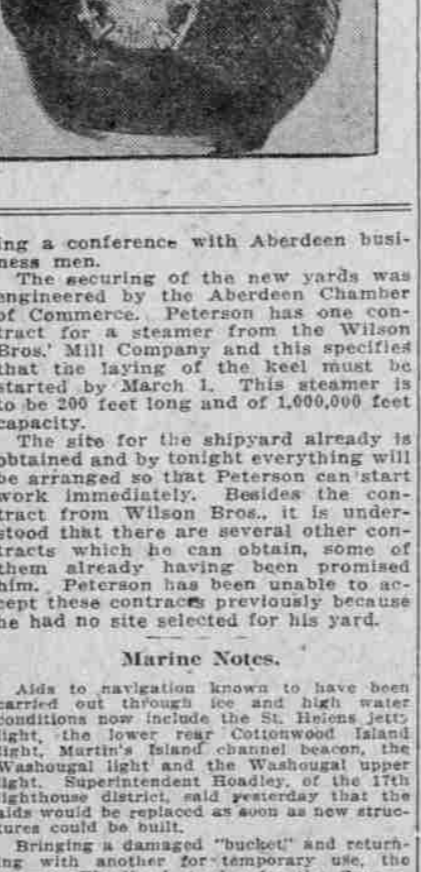 ing a conference with Aberdeen busi-
ness men.
The securing of the new yards was
engineered by the Aberdeen Chamber
of Commerce. Peterson has one con-
tract for a steamer from the Wilson
Bros.' Mill Company and this specified
that the laying of the keel must be
started by March 1. This steamer is
to be 200 feet long and of 1,000,000 feet
capacity.
The site for the shipyard already is
obtained and by tonight everything will
be arranged so that Peterson can start
work immediately. Besides the con-
tract from Wilson Bros., it is under-
stood that there are several other con-
tracts which he can obtain, some of
them already having been promised
him. Peterson has been unable to ac-
cept these contracts previously because
he had no site selected for his yard.
Marine Notes.
Aids to navigation known to have been
carried out through ice and high water
conditions now include the St. Helens jetty
light, the lower rear Cottonwood Island
light, Martin's Island channel beacon, the
Washougal light and the Washougal upper
light. Superintendent Hoadley, of the 17th
lighthouse district, said yesterday that the
aids would be replaced as soon as new struc-
tures could be built.
Bringing a damaged "bucket" and return-
ing with another for temporary use, the